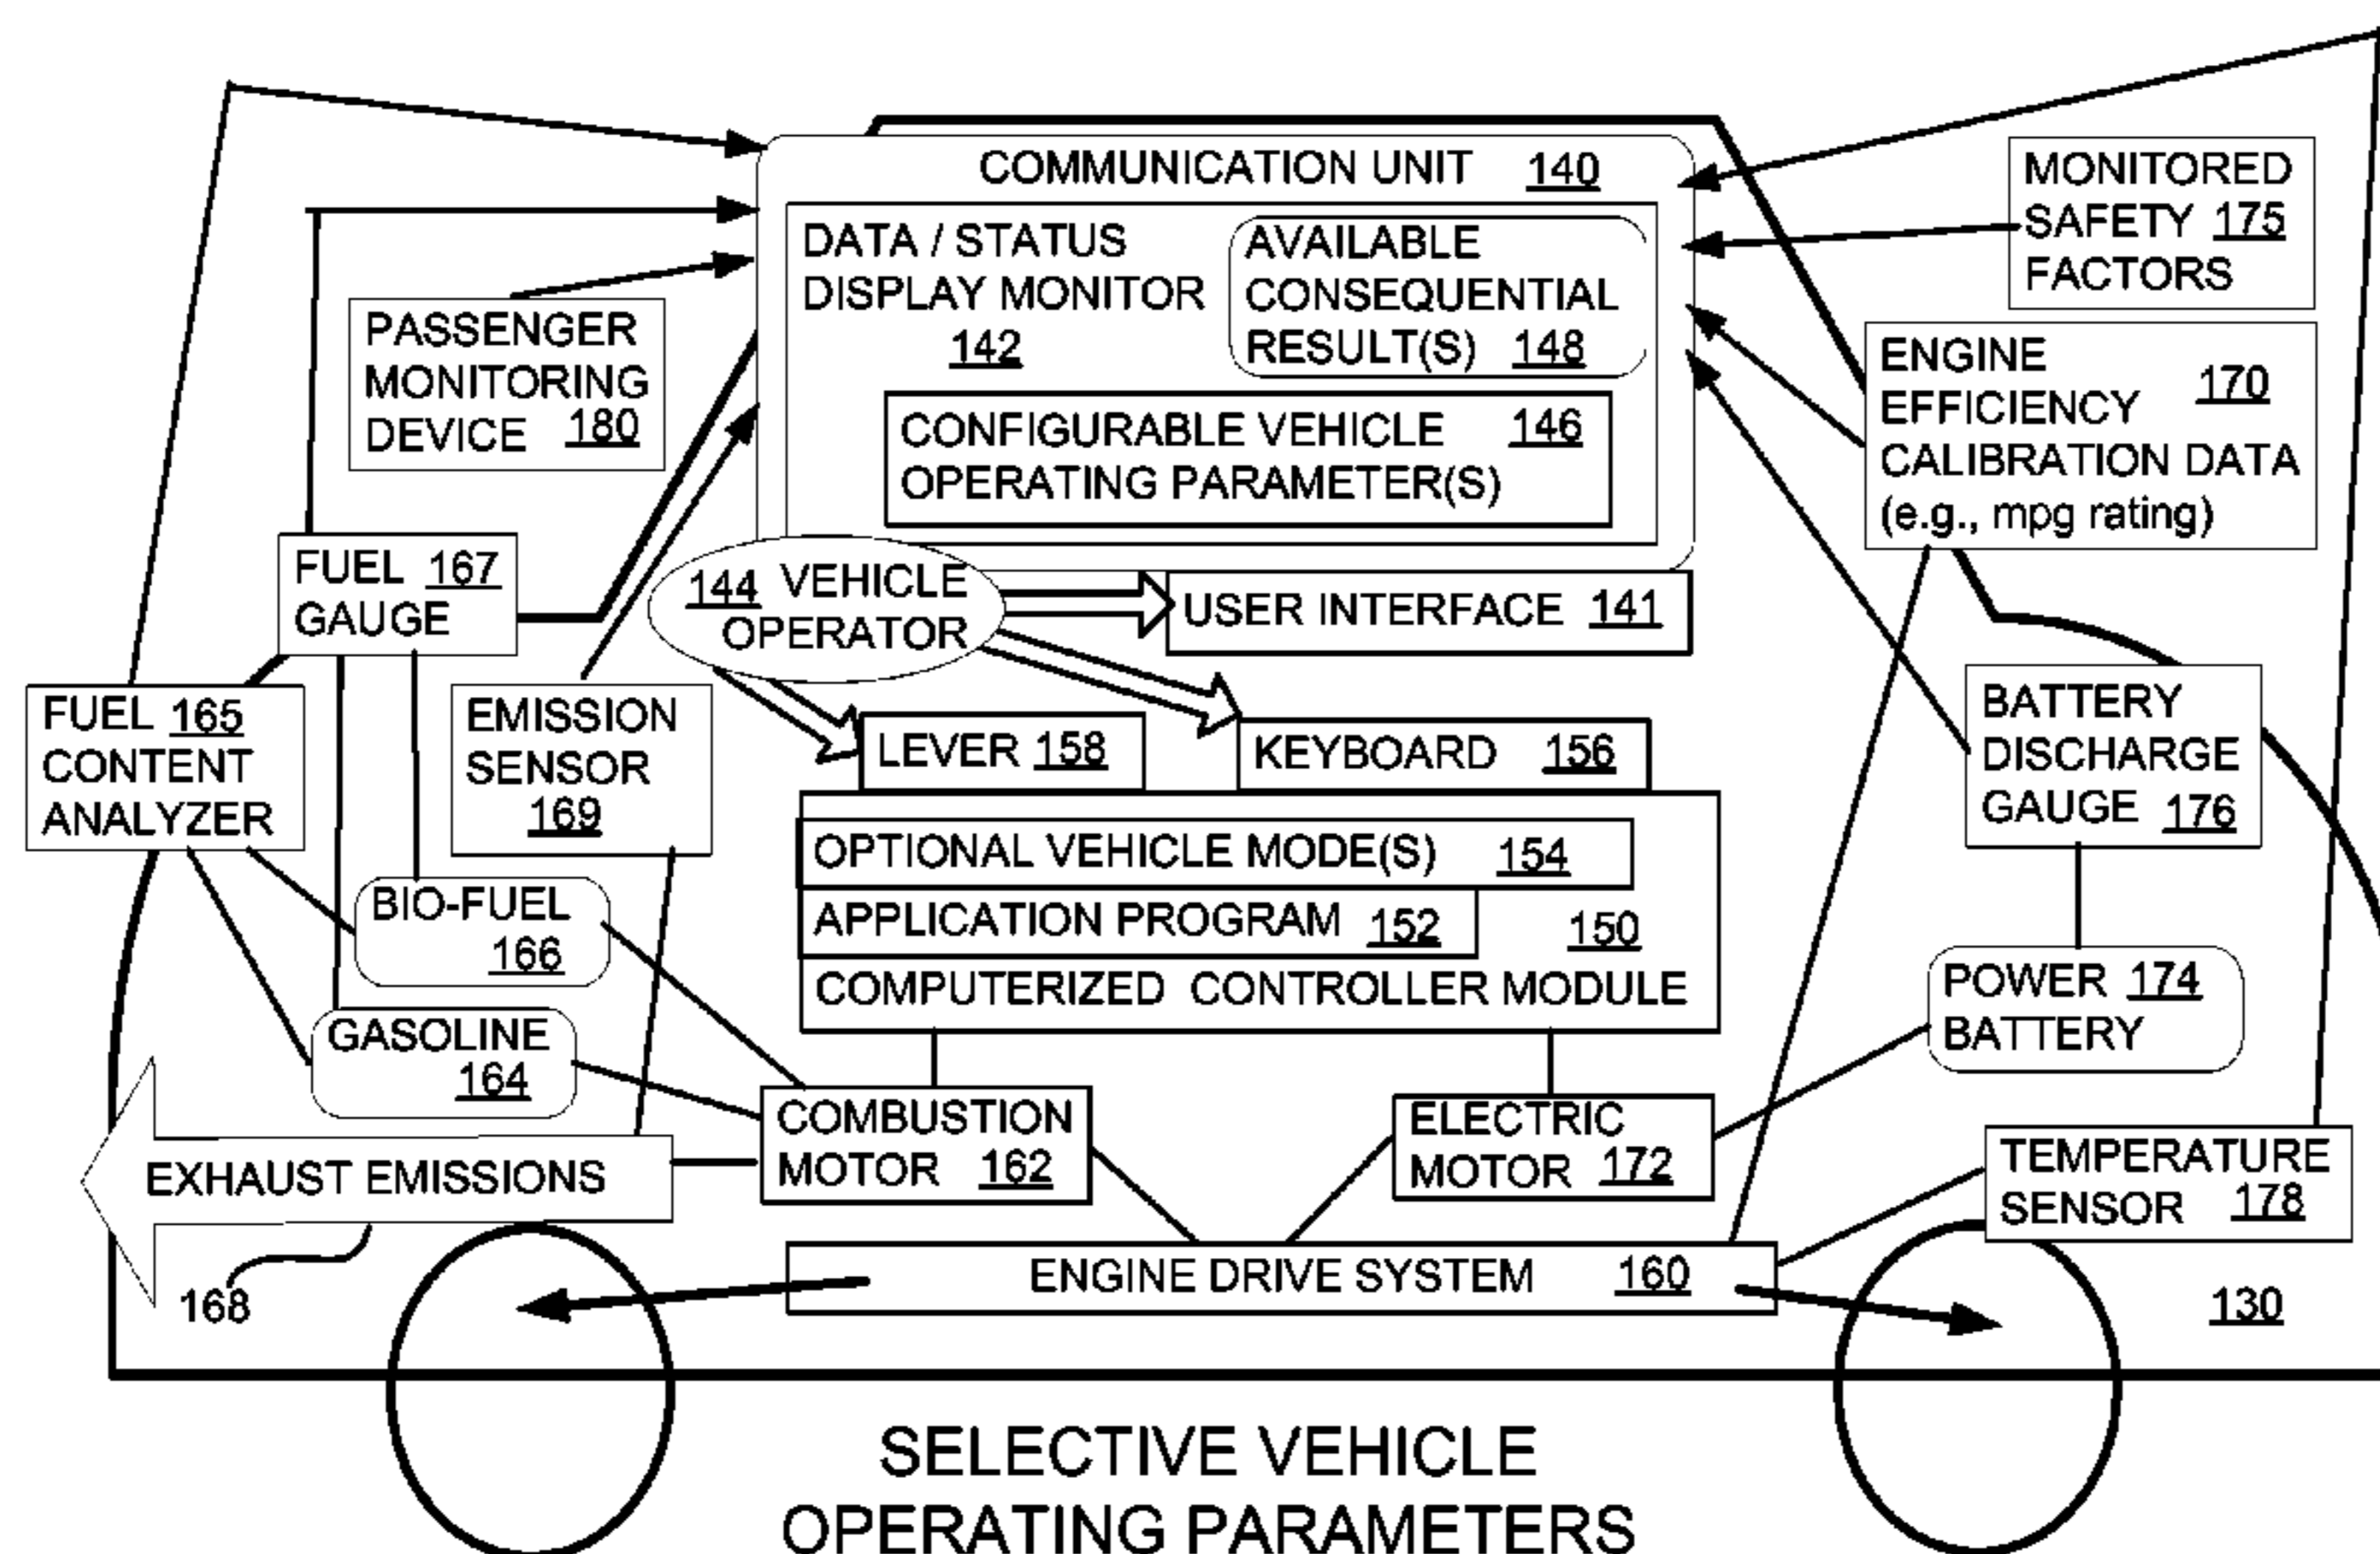 COMMUNICATION UNIT 140
DATA / STATUS
DISPLAY MONITOR
142
AVAILABLE
CONSEQUENTIAL
RESULT(S) 148
CONFIGURABLE VEHICLE 146
OPERATING PARAMETER(S)
MONITORED
SAFETY 175
FACTORS
PASSENGER
MONITORING
DEVICE 180
ENGINE
EFFICIENCY 170
CALIBRATION DATA
(e.g., mpg rating)
FUEL 167
GAUGE
144 VEHICLE
OPERATOR
USER INTERFACE 141
FUEL 165
CONTENT
ANALYZER
EMISSION
SENSOR
169
LEVER 158
KEYBOARD 156
BATTERY
DISCHARGE
GAUGE 176
OPTIONAL VEHICLE MODE(S) 154
APPLICATION PROGRAM 152
150
COMPUTERIZED CONTROLLER MODULE
BIO-FUEL
166
GASOLINE
164
POWER 174
BATTERY
COMBUSTION
MOTOR 162
ELECTRIC
MOTOR 172
EXHAUST EMISSIONS
168
TEMPERATURE
SENSOR 178
ENGINE DRIVE SYSTEM 160
130
SELECTIVE VEHICLE
OPERATING PARAMETERS